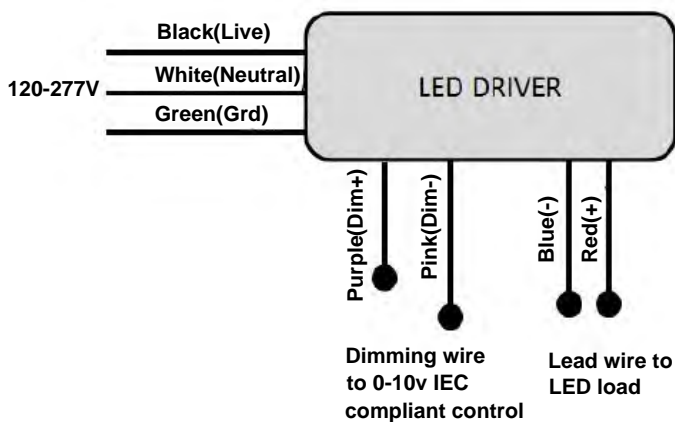 Black(Live)
120-277V
White(Neutral)
Green(Grd)
LED DRIVER
Purple(Dim+)
Pink(Dim-)
Blue(-)
Red(+)
Dimming wire
to 0-10v IEC
compliant control
Lead wire to
LED load